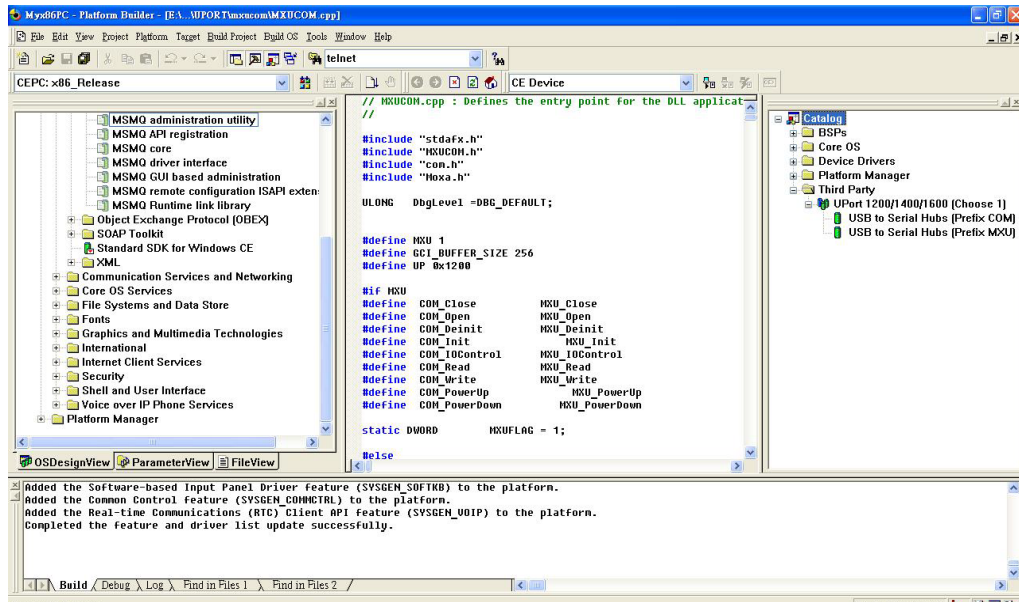 Myx86PC - Platform Builder - [E:\...\UPORT\mxucom\MXUCOM.cpp]
File Edit View Project Platform Target Build Project Build OS Tools Window Help
telnet
CEPC: x86_Release
CE Device
MSMQ administration utility
MSMQ API registration
MSMQ core
MSMQ driver interface
MSMQ GUI based administration
MSMQ remote configuration ISAPI exten
MSMQ Runtime link library
Object Exchange Protocol (OBEX)
SOAP Toolkit
Standard SDK for Windows CE
XML
Communication Services and Networking
Core OS Services
File Systems and Data Store
Fonts
Graphics and Multimedia Technologies
International
Internet Client Services
Security
Shell and User Interface
Voice over IP Phone Services
Platform Manager
OSDesignView ParameterView FileView
// MXUCOM.cpp : Defines the entry point for the DLL applicat
//
#include "stdafx.h"
#include "MXUCOM.h"
#include "com.h"
#include "Moxa.h"
ULONG DbgLevel =DBG_DEFAULT;
#define MXU 1
#define GCI_BUFFER_SIZE 256
#define UP 0x1200
#if MXU
#define COM_Close MXU_Close
#define COM_Open MXU_Open
#define COM_Deinit MXU_Deinit
#define COM_Init MXU_Init
#define COM_IOControl MXU_IOControl
#define COM_Read MXU_Read
#define COM_Write MXU_Write
#define COM_PowerUp MXU_PowerUp
#define COM_PowerDown MXU_PowerDown
static DWORD MXUFLAG = 1;
#else
Catalog
BSPs
Core OS
Device Drivers
Platform Manager
Third Party
UPort 1200/1400/1600 (Choose 1)
USB to Serial Hubs (Prefix COM)
USB to Serial Hubs (Prefix MXU)
Added the Software-based Input Panel Driver feature (SYSGEN_SOFTKB) to the platform.
Added the Common Control feature (SYSGEN_COMMCTRL) to the platform.
Added the Real-time Communications (RTC) Client API feature (SYSGEN_VOIP) to the platform.
Completed the feature and driver list update successfully.
Build Debug Log Find in Files 1 Find in Files 2